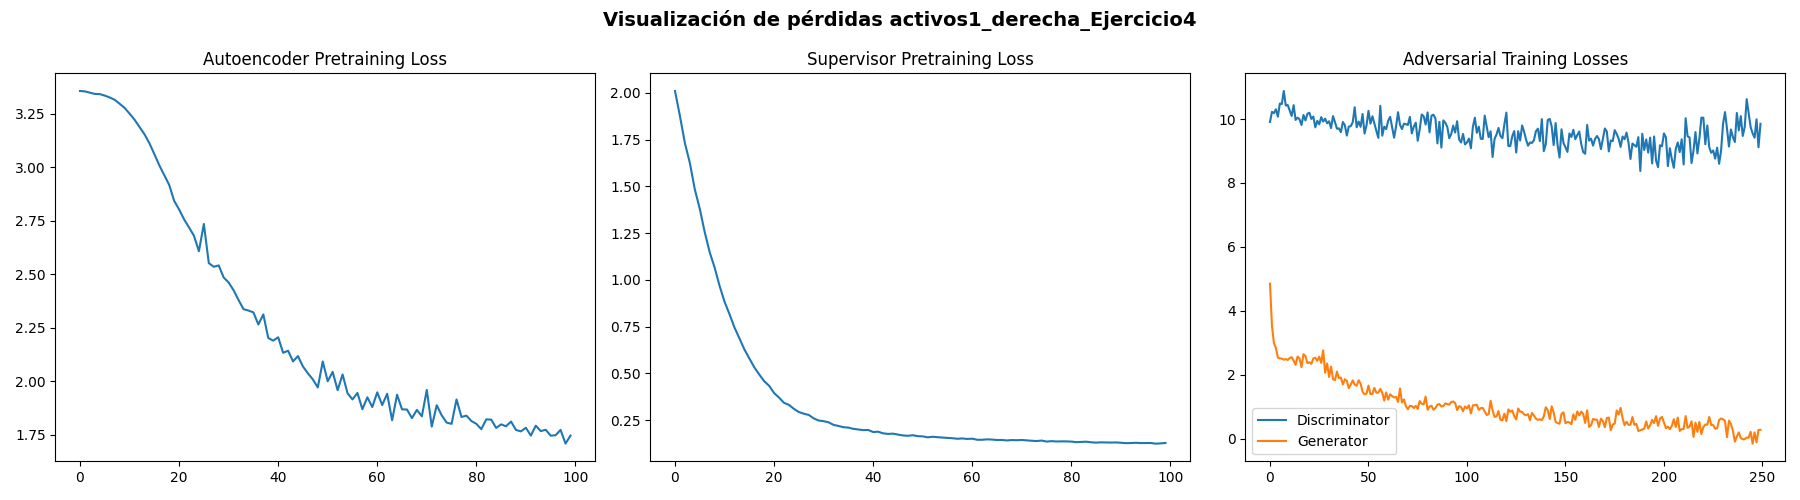 Visualización de pérdidas activos1_derecha_Ejercicio4
Autoencoder Pretraining Loss
3.25
3.00
2.75
2.50
2.25
2.00
1.75
0 20 40 60 80 100
Supervisor Pretraining Loss
2.00
1.75
1.50
1.25
1.00
0.75
0.50
0.25
0 20 40 60 80 100
Adversarial Training Losses
10
8
6
4
2
0
Discriminator
Generator
0 50 100 150 200 250